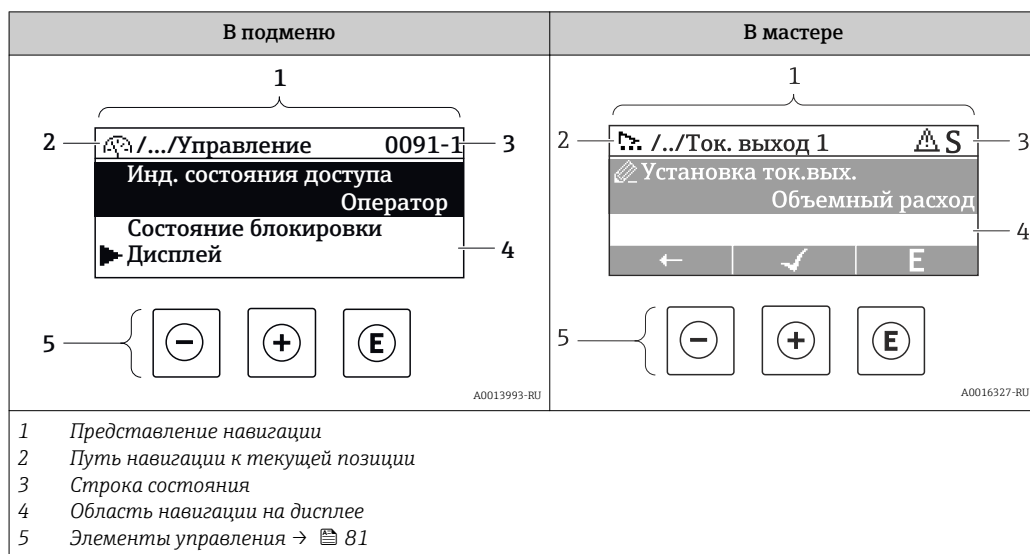 В подменю
В мастере
1
2
/.../Управление 0091-1
3
Инд. состояния доступа
Оператор
Состояние блокировки
Дисплей
4
5
E
A0013993-RU
1
2
/../Ток. выход 1 S
3
Установка ток.вых.
Объемный расход
4
E
5
E
A0016327-RU
1 Представление навигации
2 Путь навигации к текущей позиции
3 Строка состояния
4 Область навигации на дисплее
5 Элементы управления → 81